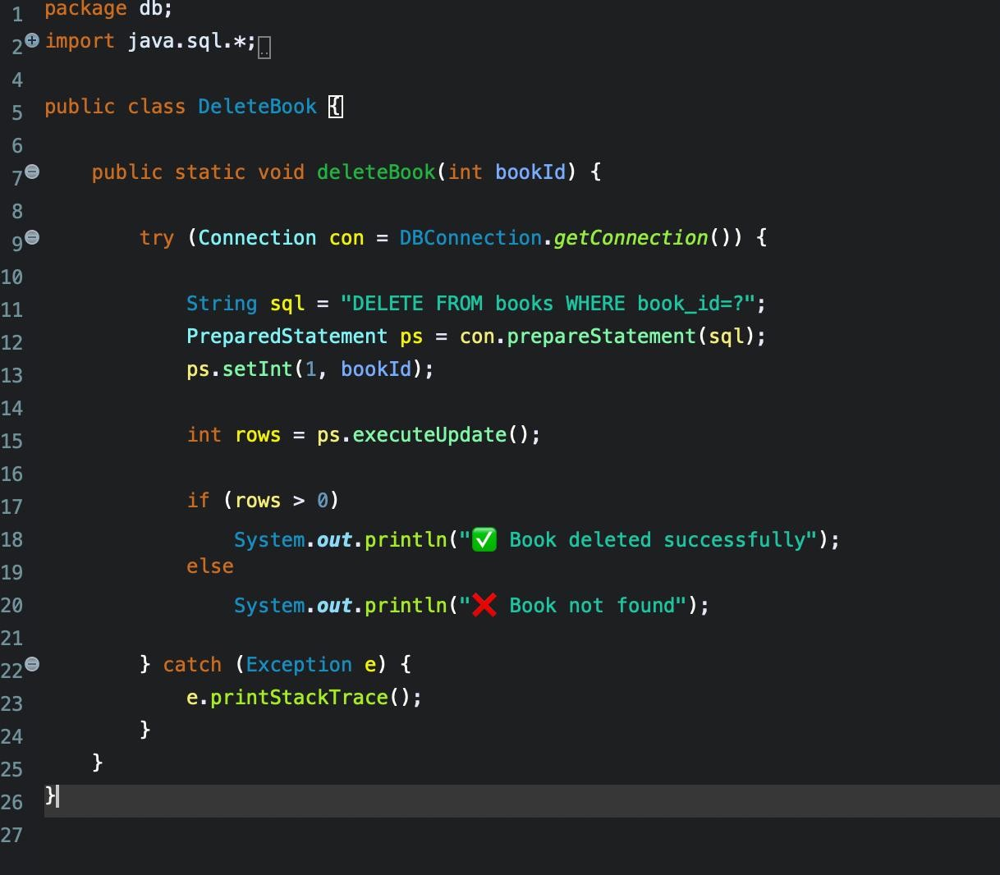 1 package db;
2 import java.sql.*;
4
5 public class DeleteBook {
6
7 public static void deleteBook(int bookId) {
8
9 try (Connection con = DBConnection.getConnection()) {
10
11 String sql = "DELETE FROM books WHERE book_id=?";
12 PreparedStatement ps = con.prepareStatement(sql);
13 ps.setInt(1, bookId);
14
15 int rows = ps.executeUpdate();
16
17 if (rows > 0)
18 System.out.println("✅ Book deleted successfully");
19 else
20 System.out.println("❌ Book not found");
21
22 } catch (Exception e) {
23 e.printStackTrace();
24 }
25 }
26 }
27